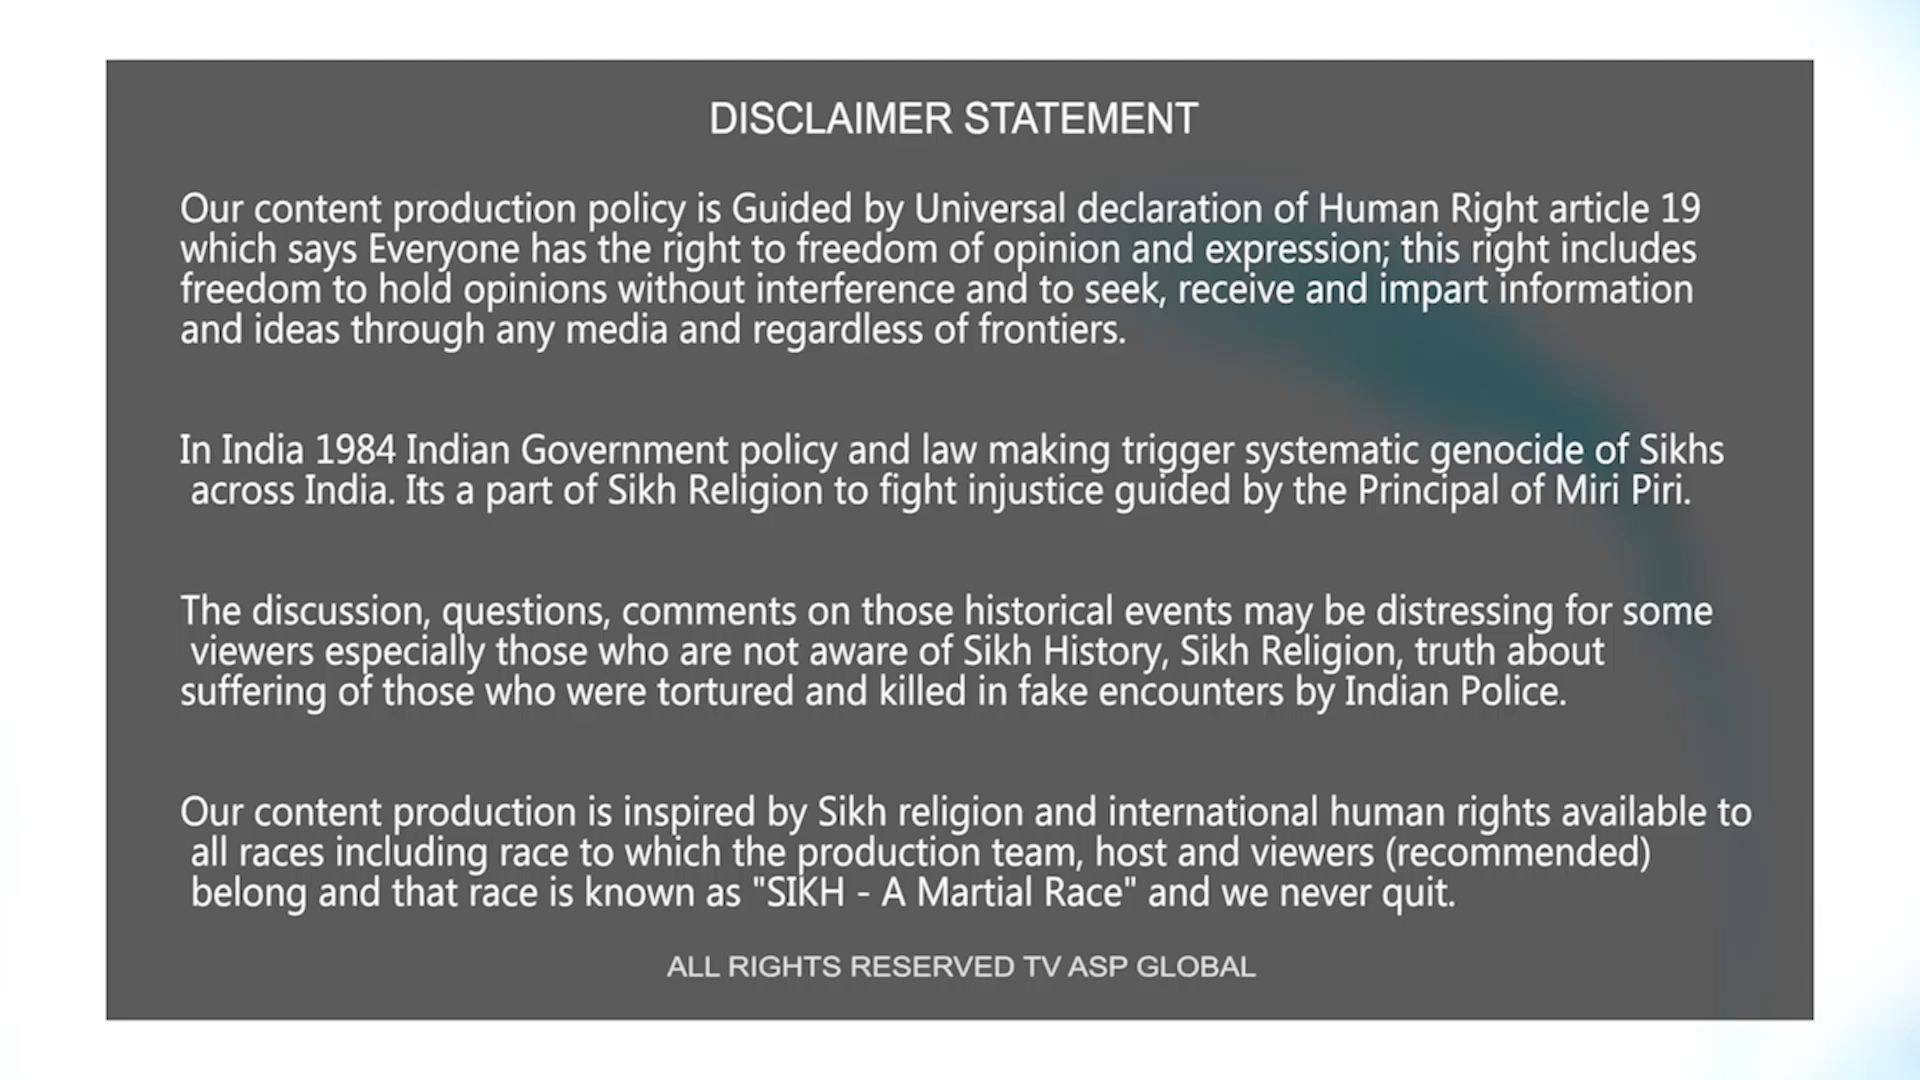 DISCLAIMER STATEMENT
Our content production policy is Guided by Universal declaration of Human Right article 19
which says Everyone has the right to freedom of opinion and expression; this right includes
freedom to hold opinions without interference and to seek, receive and impart information
and ideas through any media and regardless of frontiers.
In India 1984 Indian Government policy and law making trigger systematic genocide of Sikhs
across India. Its a part of Sikh Religion to fight injustice guided by the Principal of Miri Piri.
The discussion, questions, comments on those historical events may be distressing for some
viewers especially those who are not aware of Sikh History, Sikh Religion, truth about
suffering of those who were tortured and killed in fake encounters by Indian Police.
Our content production is inspired by Sikh religion and international human rights available to
all races including race to which the production team, host and viewers (recommended)
belong and that race is known as "SIKH - A Martial Race" and we never quit.
ALL RIGHTS RESERVED TV ASP GLOBAL